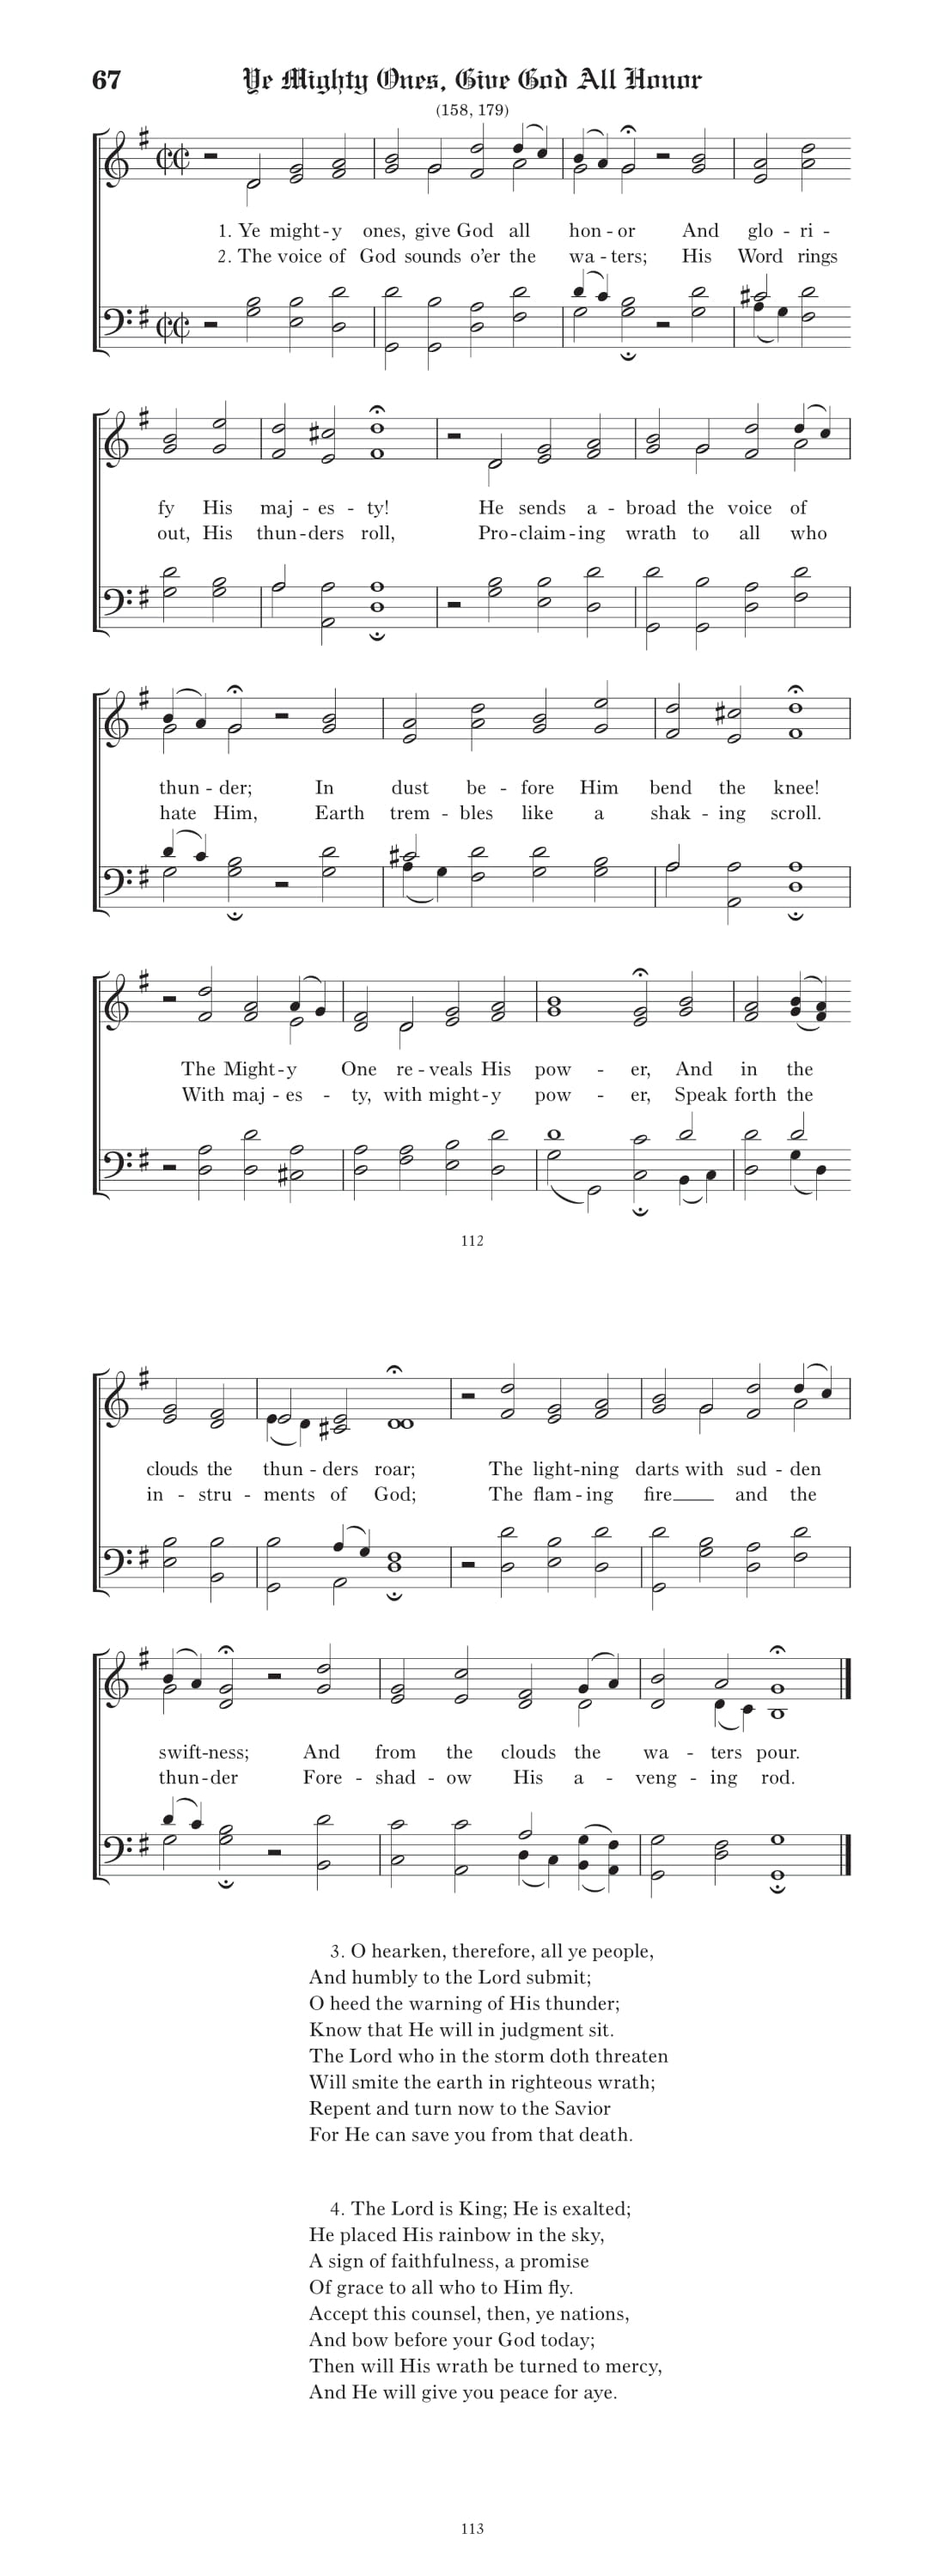 67 Ye Mighty Ones, Give God All Honor
(158, 179)
1. Ye might-y ones, give God all hon - or And glo - ri -
2. The voice of God sounds o'er the wa - ters; His Word rings
fy His maj - es - ty! He sends a - broad the voice of
out, His thun - ders roll, Pro - claim - ing wrath to all who
thun - der; In dust be - fore Him bend the knee!
hate Him, Earth trem - bles like a shak - ing scroll.
The Might - y One re - veals His pow - er, And in the
With maj - es - ty, with might - y pow - er, Speak forth the
112
clouds the thun - ders roar; The light - ning darts with sud - den
in - stru - ments of God; The flam - ing fire___ and the
swift - ness; And from the clouds the wa - ters pour.
thun - der Fore - shad - ow His a - veng - ing rod.
3. O hearken, therefore, all ye people,
And humbly to the Lord submit;
O heed the warning of His thunder;
Know that He will in judgment sit.
The Lord who in the storm doth threaten
Will smite the earth in righteous wrath;
Repent and turn now to the Savior
For He can save you from that death.
4. The Lord is King; He is exalted;
He placed His rainbow in the sky,
A sign of faithfulness, a promise
Of grace to all who to Him fly.
Accept this counsel, then, ye nations,
And bow before your God today;
Then will His wrath be turned to mercy,
And He will give you peace for aye.
113